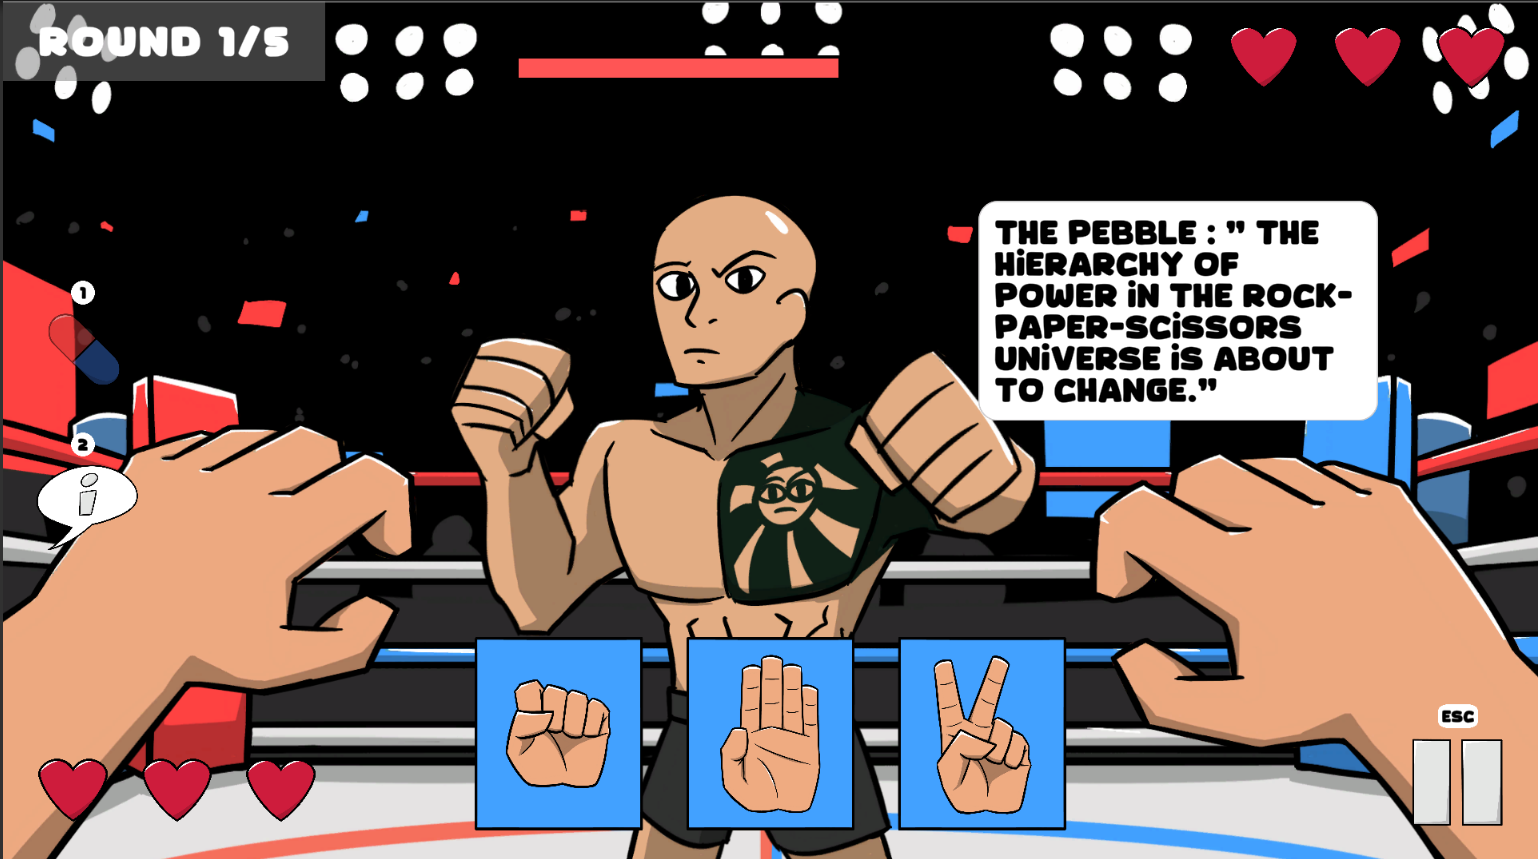 ROUND 1/5
THE PEBBLE : " THE
HiERARCHY OF
POWER iN THE ROCK-
PAPER-SCiSSORS
UNiVERSE iS ABOUT
TO CHANGE."
1
2
i
ESC